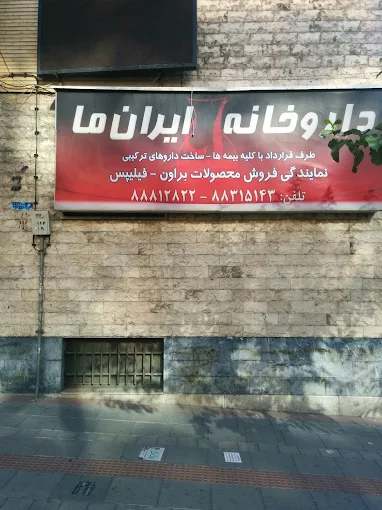 داروخانه ایران ما
طرف قرارداد با کلیه بیمه ها - ساخت داروهای ترکیبی
نمایندگی فروش محصولات براون - فیلیپس
تلفن: ۸۸۳۱۵۱۴۳ - ۸۸۸۱۲۸۲۲